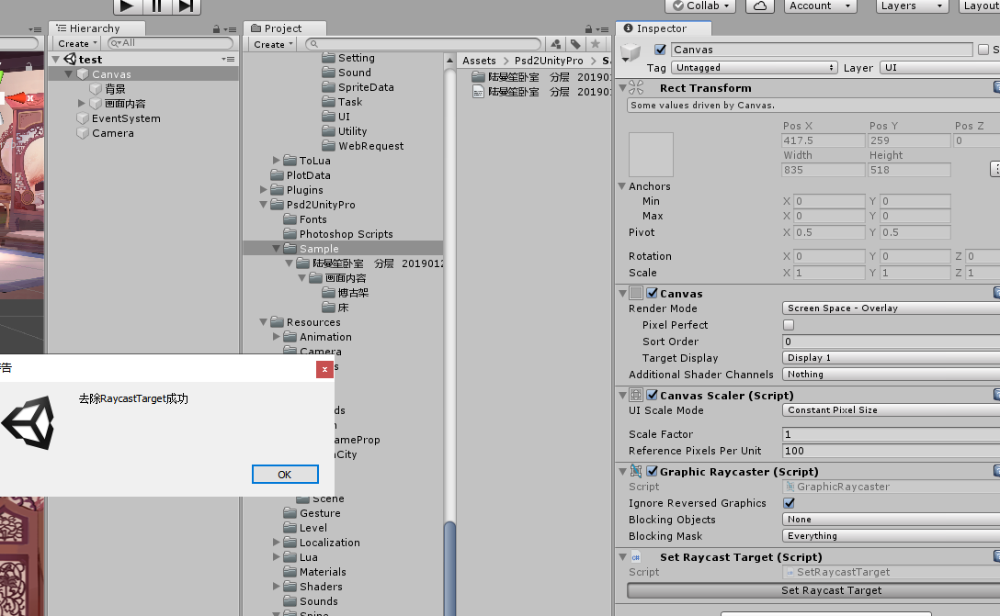 Collab
Account
Layers
Layout
Hierarchy
Create
All
test
Canvas
背景
画面内容
EventSystem
Camera
告
去除RaycastTarget成功
OK
Project
Create
Setting
Sound
SpriteData
Task
UI
Utility
WebRequest
ToLua
PlotData
Plugins
Psd2UnityPro
Fonts
Photoshop Scripts
Sample
陆曼笙卧室 分层 2019012
画面内容
博古架
床
Resources
Animation
Camera
s
ds
n
ameProp
nCity
Scene
Gesture
Level
Localization
Lua
Materials
Shaders
Sounds
Spine
Assets > Psd2UnityPro > Sa
陆曼笙卧室 分层 20190
陆曼笙卧室 分层 20190
Inspector
Canvas
S
Tag Untagged Layer UI
Rect Transform
Some values driven by Canvas.
Pos X Pos Y Pos Z
417.5 259 0
Width Height
835 518
Anchors
Min X 0 Y 0
Max X 0 Y 0
Pivot X 0.5 Y 0.5
Rotation X 0 Y 0 Z 0
Scale X 1 Y 1 Z 1
Canvas
Render Mode Screen Space - Overlay
Pixel Perfect
Sort Order 0
Target Display Display 1
Additional Shader Channels Nothing
Canvas Scaler (Script)
UI Scale Mode Constant Pixel Size
Scale Factor 1
Reference Pixels Per Unit 100
Graphic Raycaster (Script)
Script GraphicRaycaster
Ignore Reversed Graphics
Blocking Objects None
Blocking Mask Everything
Set Raycast Target (Script)
Script SetRaycastTarget
Set Raycast Target